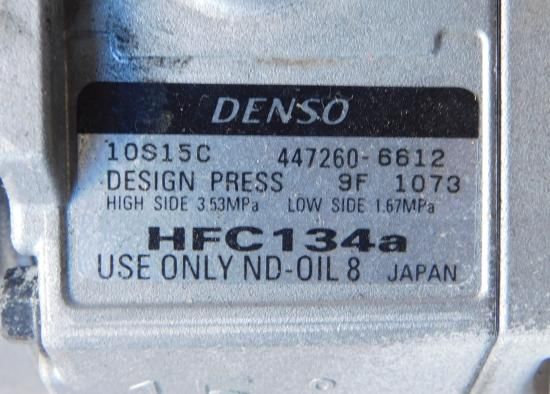 DENSO
10S15C 447260-6612
DESIGN PRESS 9F 1073
HIGH SIDE 3.53MPa LOW SIDE 1.67MPa
HFC134a
USE ONLY ND-OIL 8 JAPAN